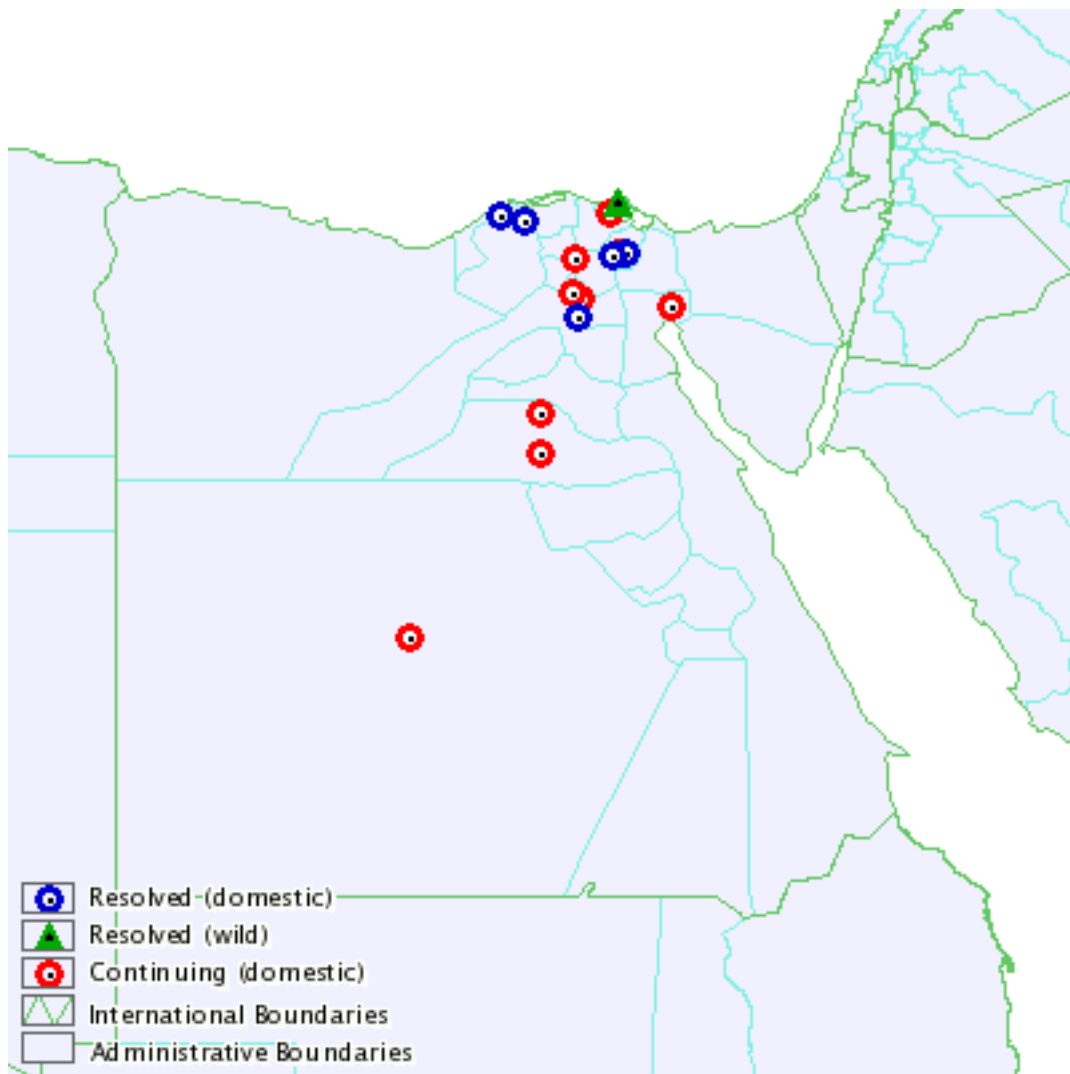 Resolved (domestic)
Resolved (wild)
Continuing (domestic)
International Boundaries
Administrative Boundaries